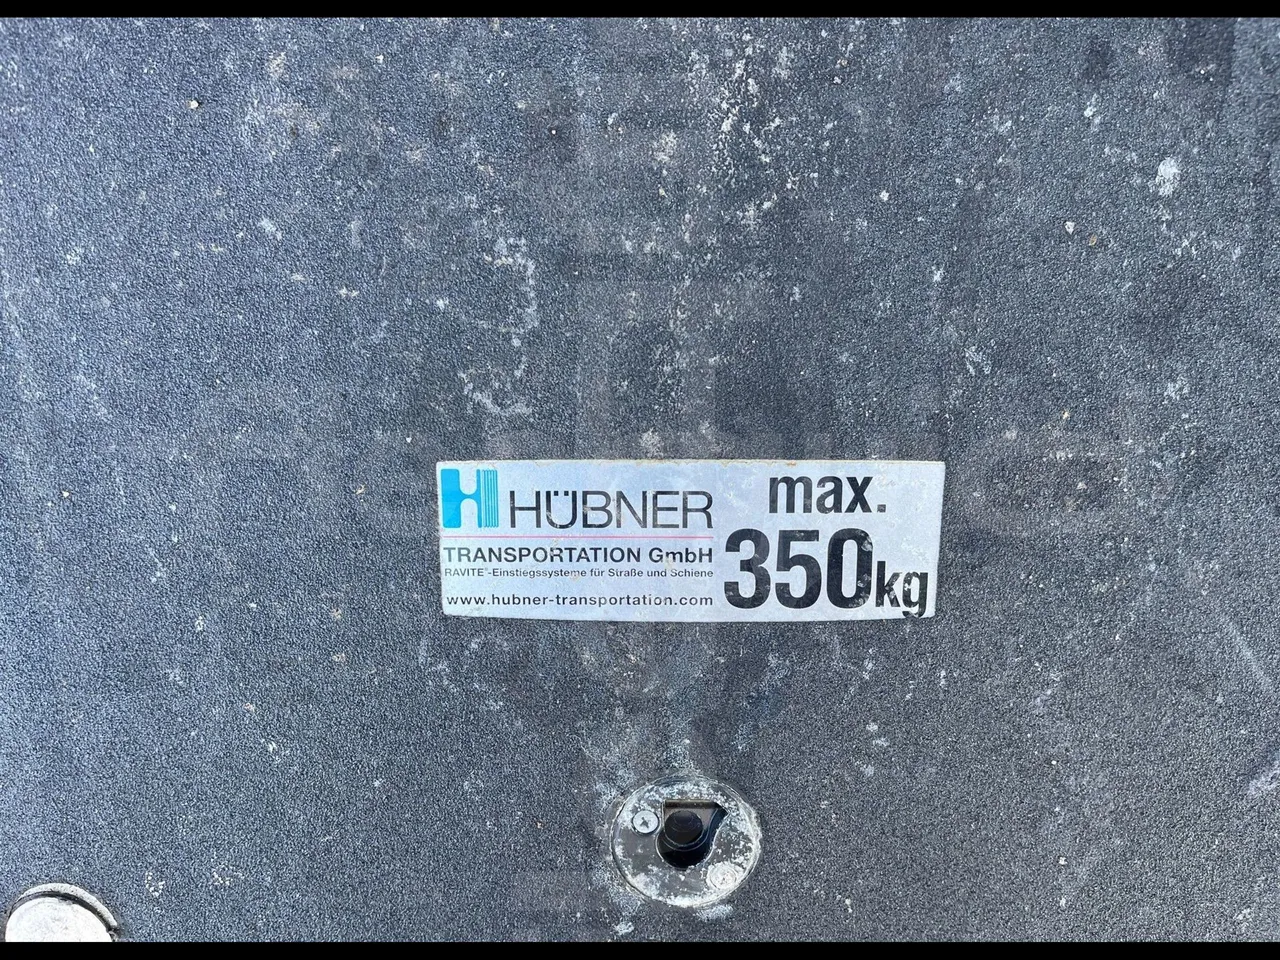 HÜBNER
TRANSPORTATION GmbH
RAVITE®-Einstiegssysteme für Straße und Schiene
www.hubner-transportation.com
max.
350kg